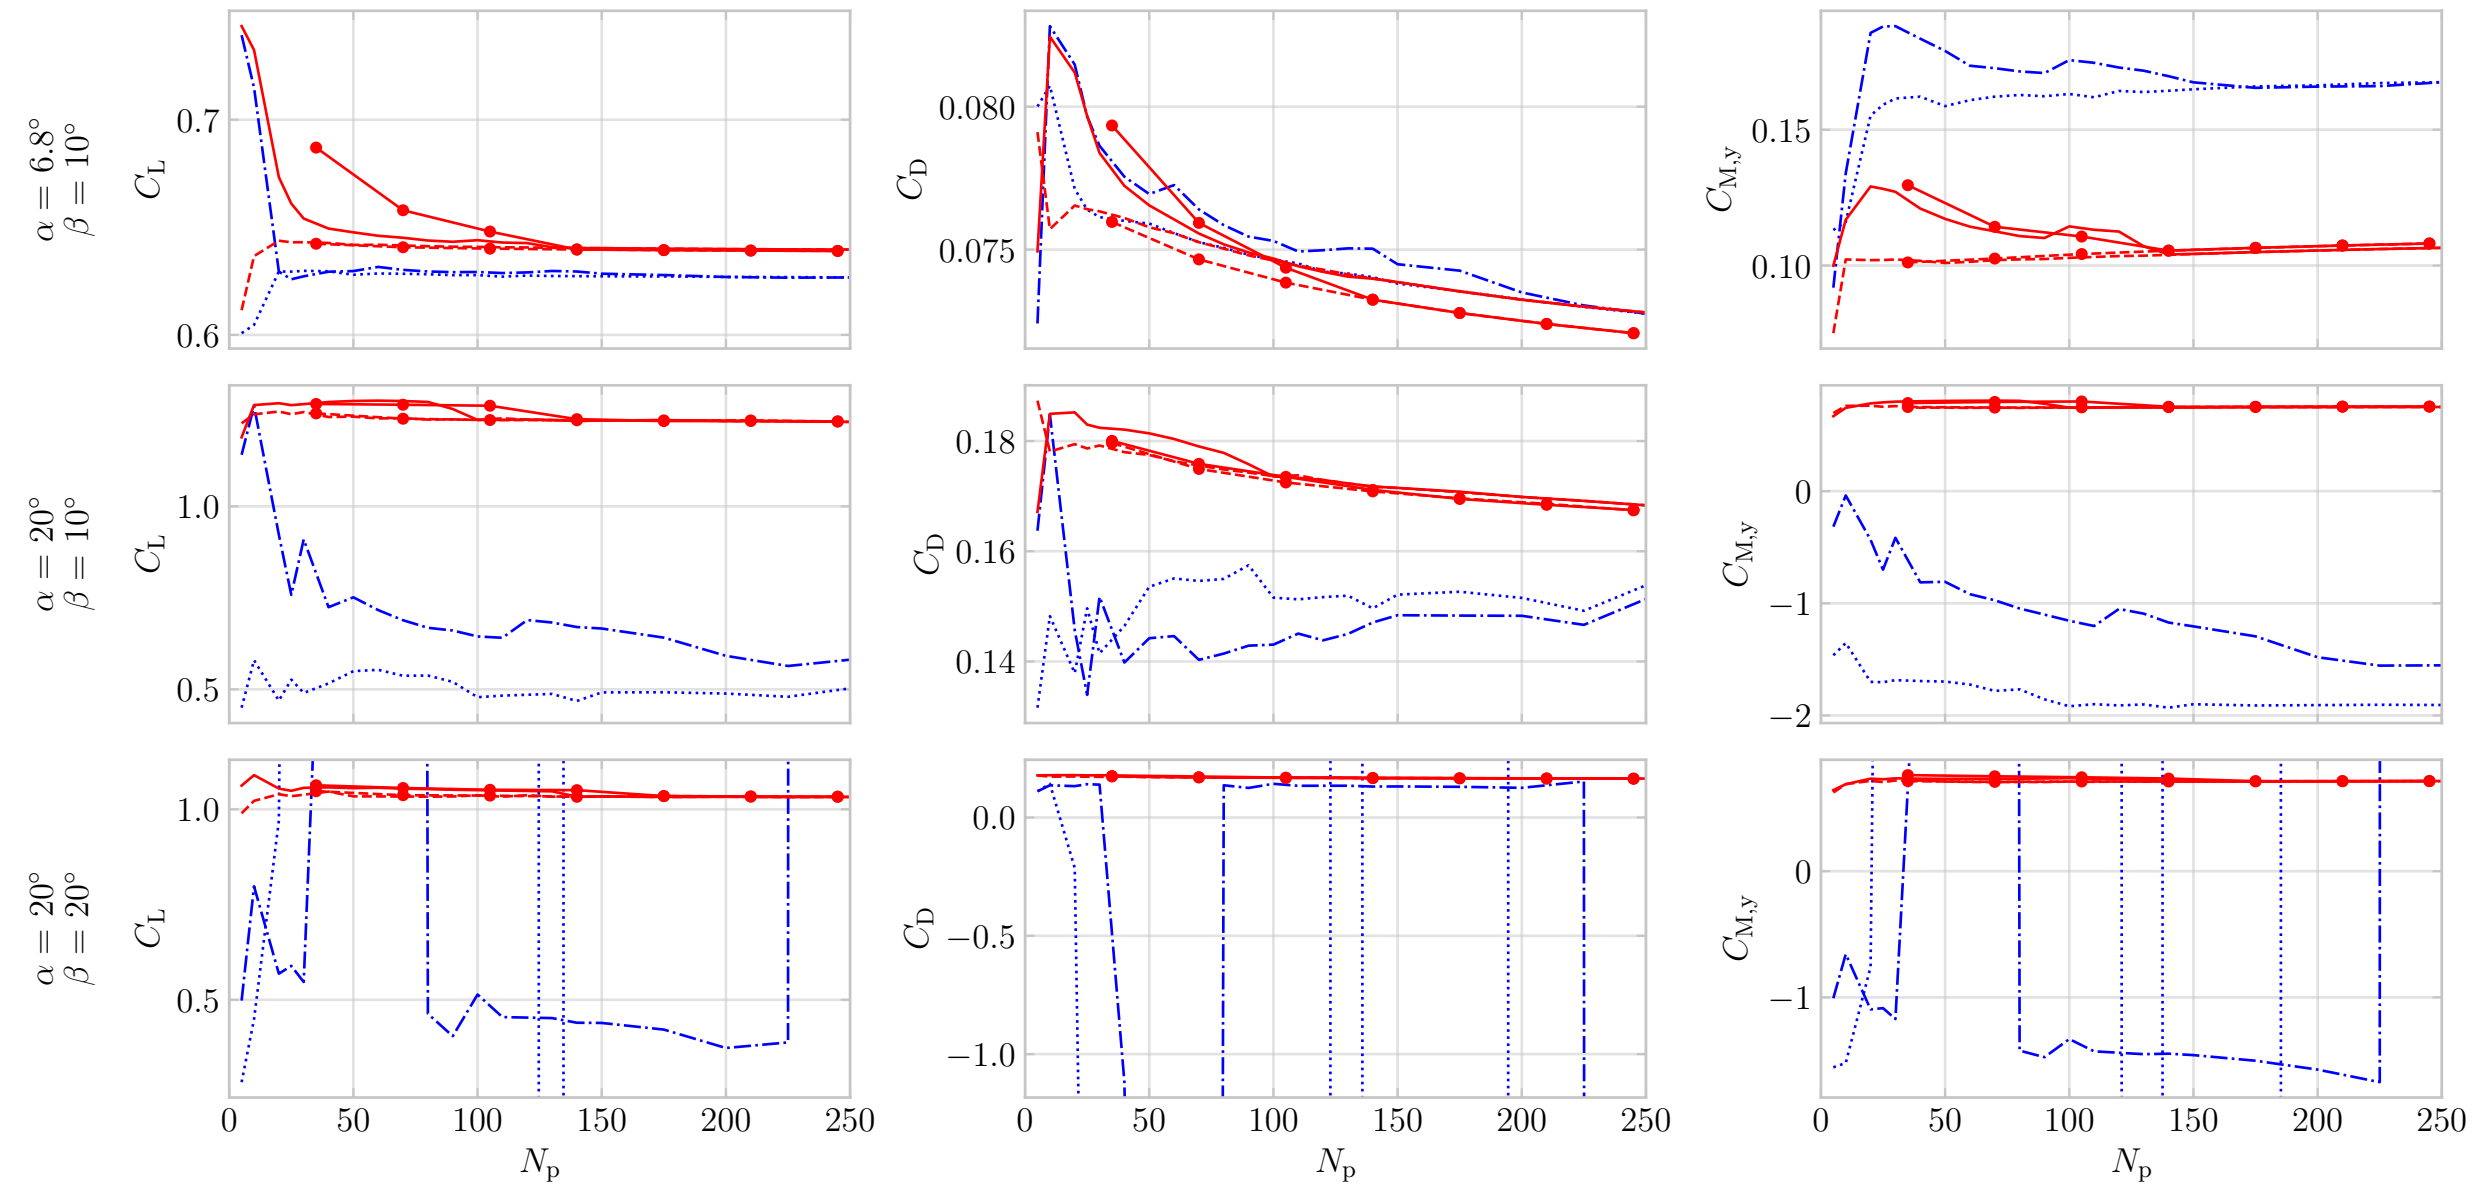 α = 6.8°
β = 10°
C_L
0.7
0.6
C_D
0.080
0.075
C_M,y
0.15
0.10
α = 20°
β = 10°
C_L
1.0
0.5
C_D
0.18
0.16
0.14
C_M,y
0
−1
−2
α = 20°
β = 20°
C_L
1.0
0.5
0 50 100 150 200 250
N_p
C_D
0.0
−0.5
−1.0
0 50 100 150 200 250
N_p
C_M,y
0
−1
0 50 100 150 200 250
N_p